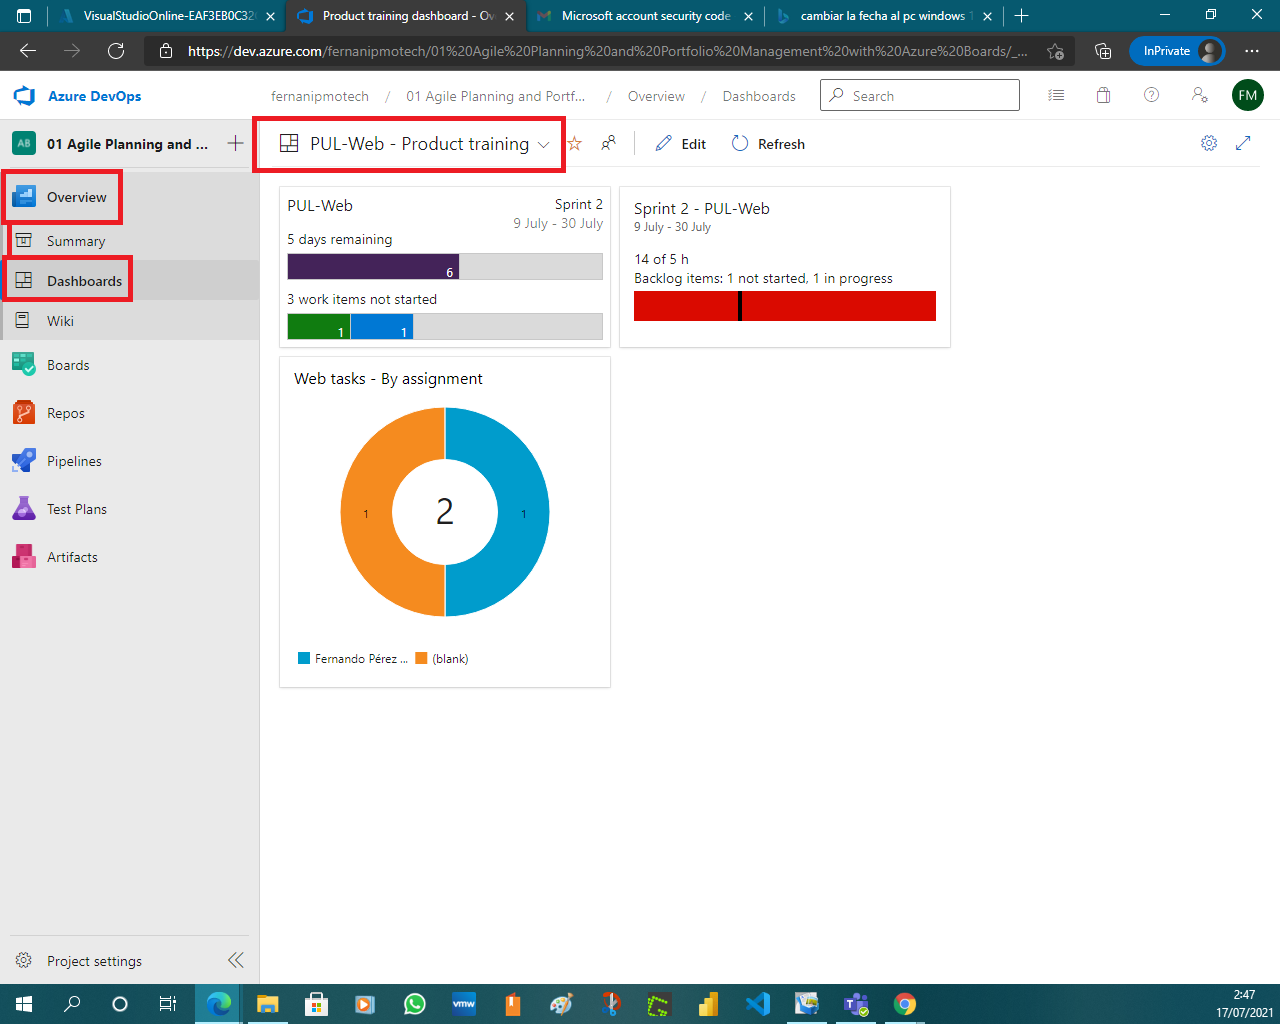 VisualStudioOnline-EAF3EB0C32
Product training dashboard - Ov
Microsoft account security code
cambiar la fecha al pc windows 1
https://dev.azure.com/fernanipmotech/01%20Agile%20Planning%20and%20Portfolio%20Management%20with%20Azure%20Boards/_...
InPrivate
Azure DevOps
fernanipmotech / 01 Agile Planning and Portf... / Overview / Dashboards
Search
FM
AB
01 Agile Planning and ...
PUL-Web - Product training
Edit
Refresh
Overview
Summary
Dashboards
Wiki
Boards
Repos
Pipelines
Test Plans
Artifacts
Project settings
PUL-Web
Sprint 2
9 July - 30 July
5 days remaining
6
3 work items not started
1
1
Sprint 2 - PUL-Web
9 July - 30 July
14 of 5 h
Backlog items: 1 not started, 1 in progress
Web tasks - By assignment
1
2
1
Fernando Pérez ...
(blank)
vmw
2:47
17/07/2021